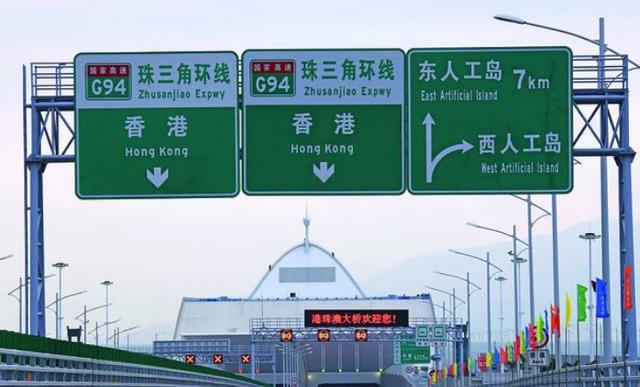 国家高速
G94
珠三角环线
Zhusanjiao Expwy
香港
Hong Kong
国家高速
G94
珠三角环线
Zhusanjiao Expwy
香港
Hong Kong
东人工岛 7km
East Artificial Island
西人工岛
West Artificial Island
港珠澳大桥欢迎您!